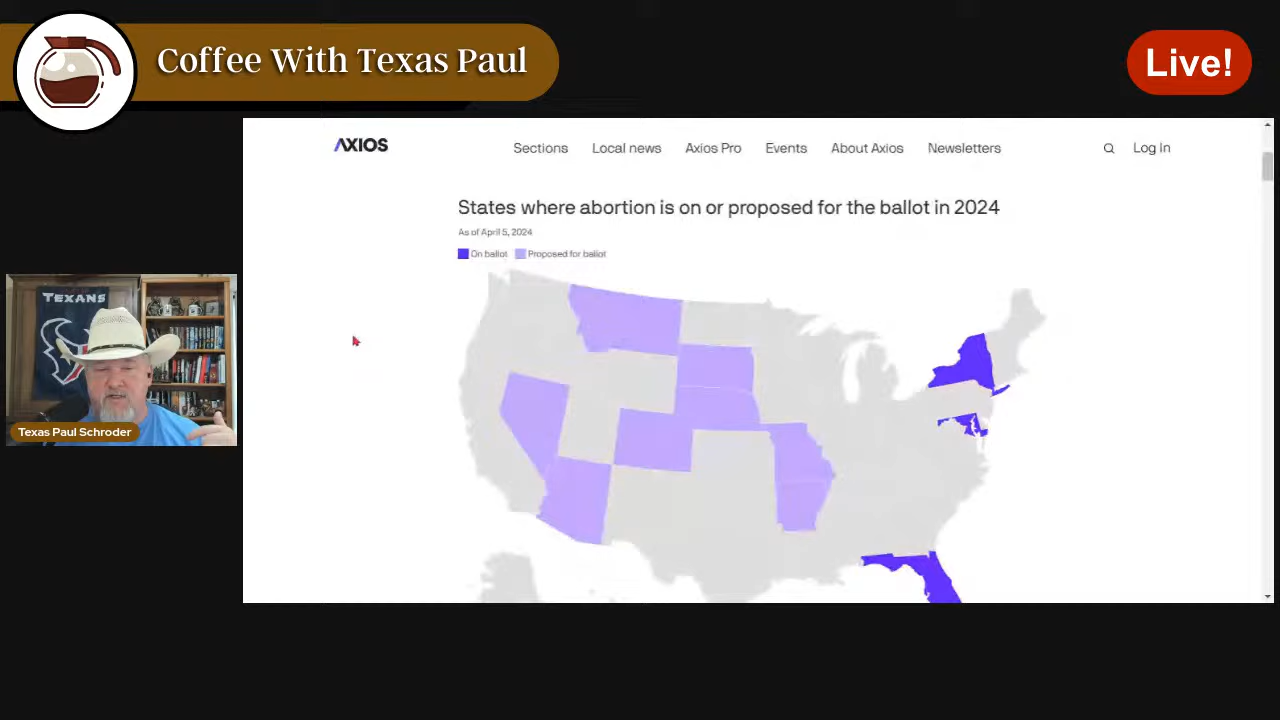 Coffee With Texas Paul
Live!
AXIOS
Sections Local news Axios Pro Events About Axios Newsletters Log In
States where abortion is on or proposed for the ballot in 2024
As of April 5, 2024
On ballot Proposed for ballot
TEXANS
Texas Paul Schroder